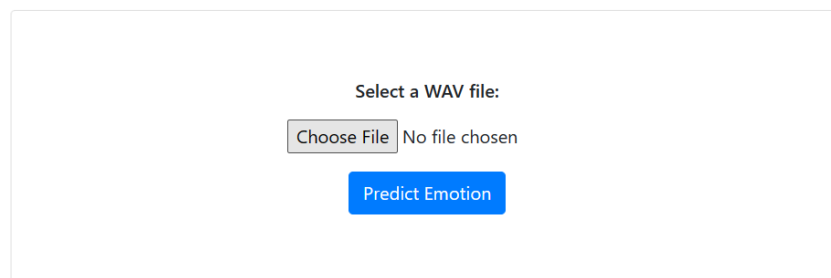 Select a WAV file:
Choose File No file chosen
Predict Emotion